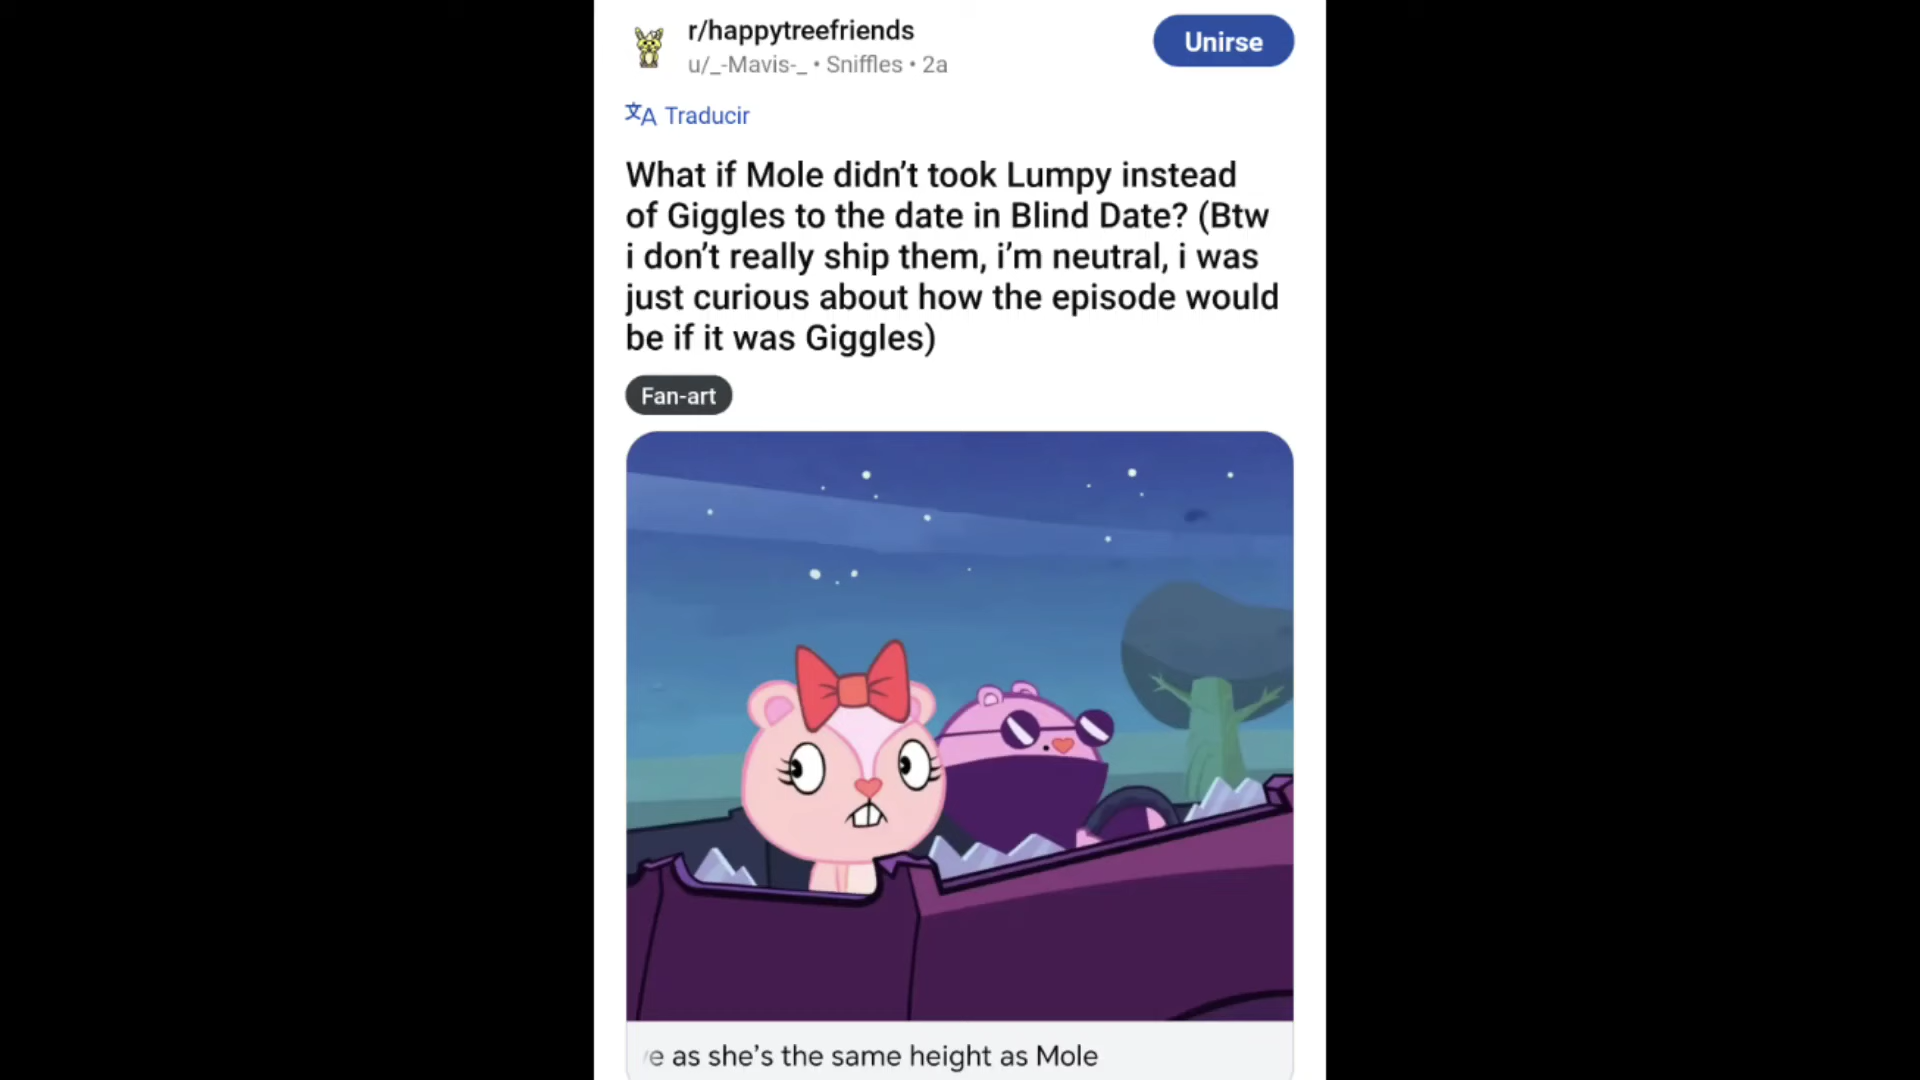 r/happytreefriends
u/_-Mavis-_ • Sniffles • 2a
Unirse
Traducir
What if Mole didn’t took Lumpy instead
of Giggles to the date in Blind Date? (Btw
i don’t really ship them, i’m neutral, i was
just curious about how the episode would
be if it was Giggles)
Fan-art
as she’s the same height as Mole